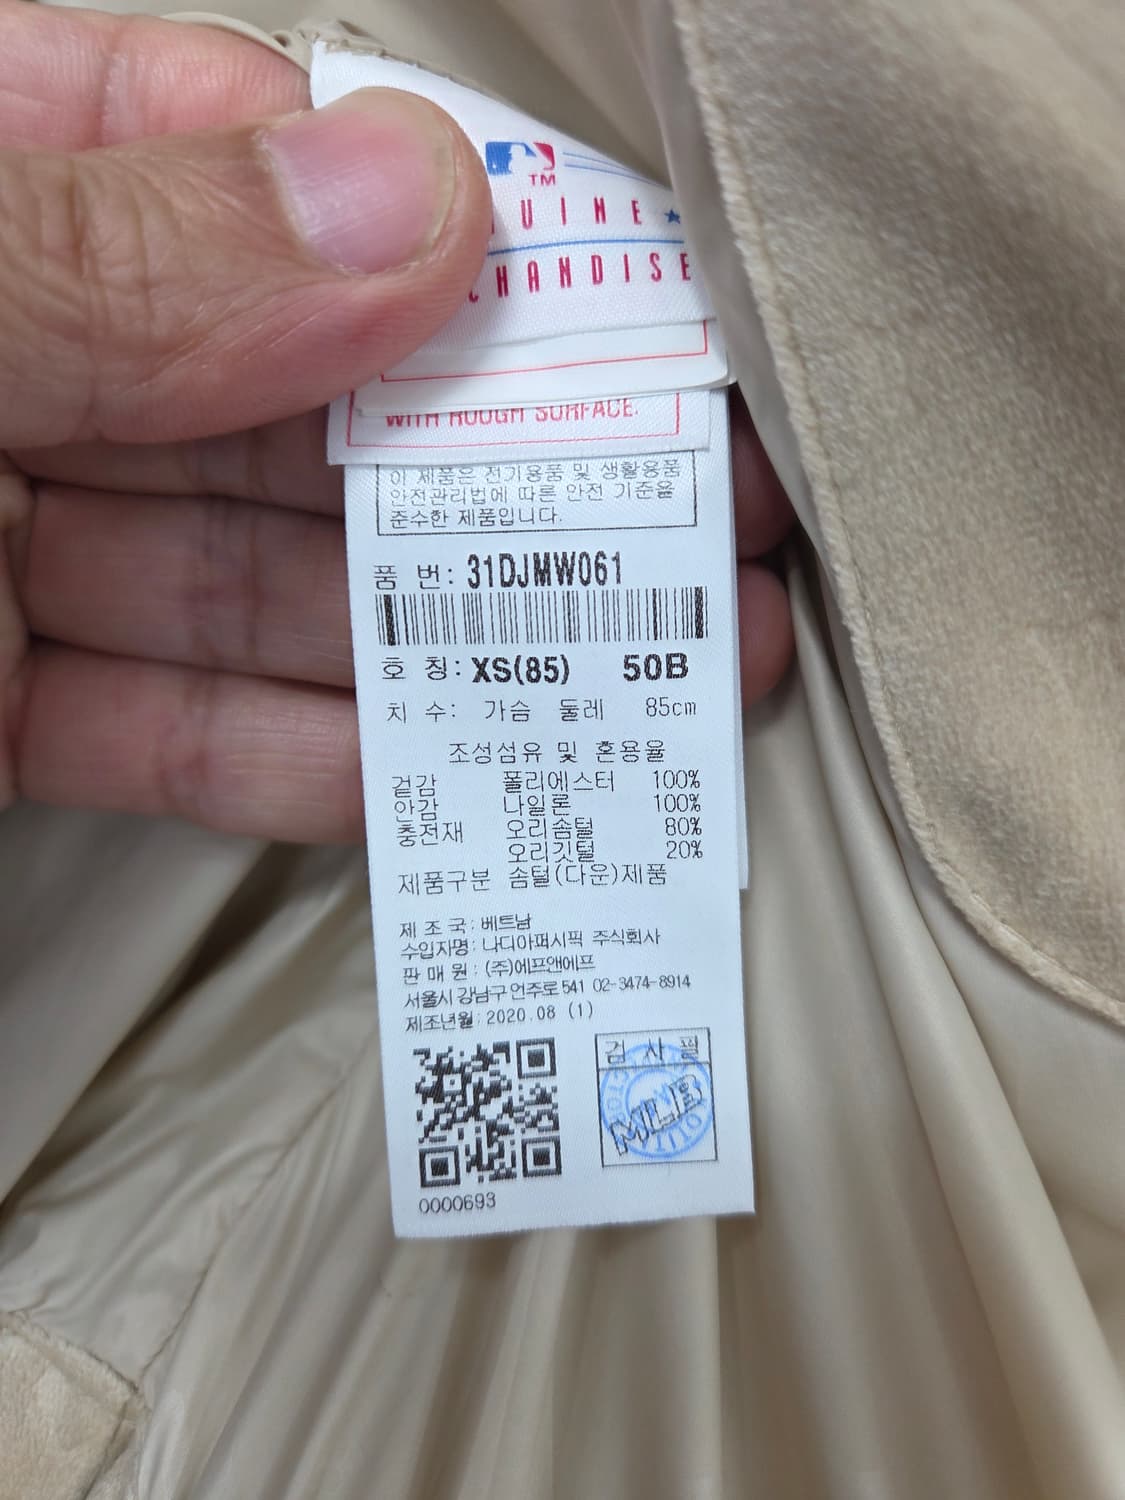 TM
UINE
HANDISE
WITH ROUGH SURFACE.
이 제품은 전기용품 및 생활용품
안전관리법에 따른 안전 기준을
준수한 제품입니다.
품 번: 31DJMW061
호 칭: XS(85) 50B
치 수: 가슴 둘레 85cm
조성섬유 및 혼용율
겉감 폴리에스터 100%
안감 나일론 100%
충전재 오리솜털 80%
오리깃털 20%
제품구분 솜털(다운)제품
제 조 국: 베트남
수입자명: 나디아퍼시픽 주식회사
판 매 원: (주)에프앤에프
서울시 강남구 언주로 541 02-3474-8914
제조년월: 2020.08 (1)
검 사 필
MLB
0000693